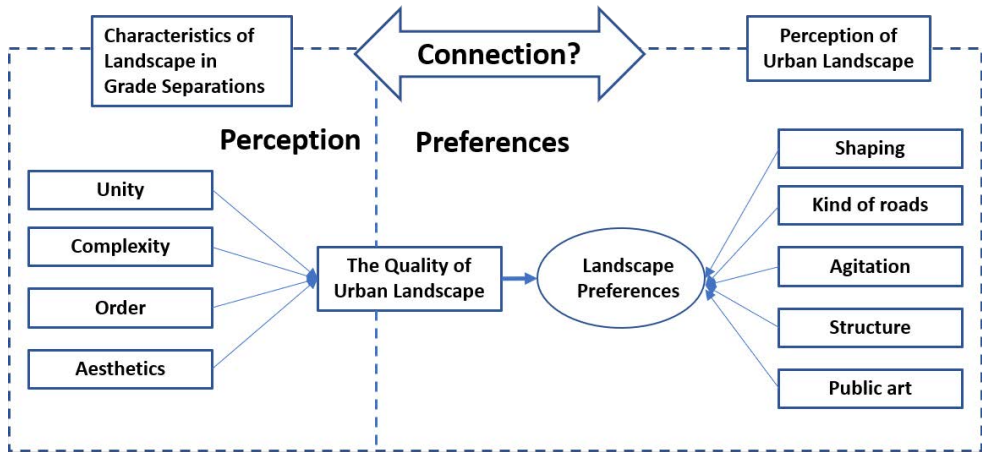 Characteristics of
Landscape in
Grade Separations
Connection?
Perception of
Urban Landscape
Perception
Preferences
Unity
Complexity
Order
Aesthetics
The Quality of
Urban Landscape
Landscape
Preferences
Shaping
Kind of roads
Agitation
Structure
Public art